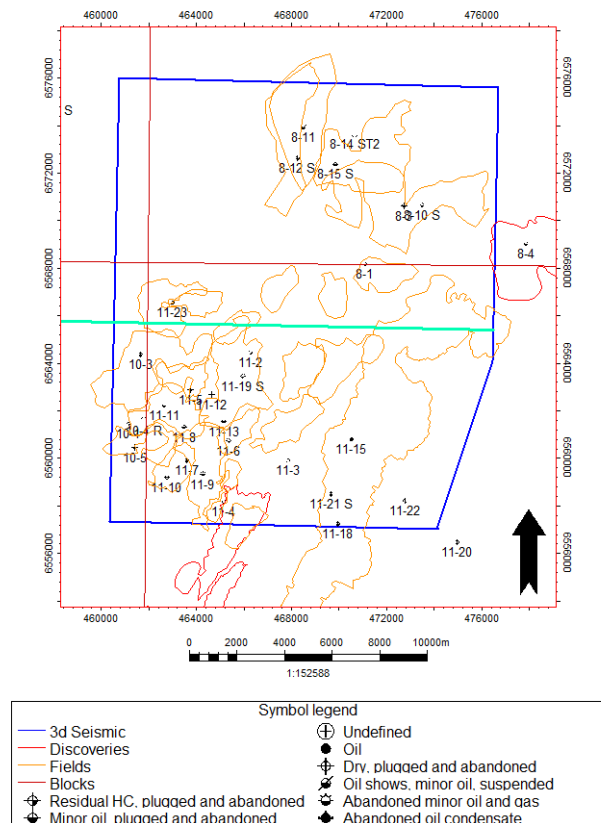 460000 464000 468000 472000 476000
6576000 6576000
S
8-11
8-14 ST2
8-12 S
8-15 S
6572000 6572000
8-10 S
8-4
6568000 6568000
8-1
11-23
6564000 6564000
10-3
11-2
11-19 S
11-5
11-12
11-11
11-13
10-4 R
11-8
11-15
11-6
10-5
6560000 6560000
11-7
11-3
11-9
11-10
11-21 S
11-4
11-22
11-18
11-20
6556000 6556000
460000 464000 468000 472000 476000
0 2000 4000 6000 8000 10000m
1:152588
Symbol legend
3d Seismic
Undefined
Discoveries
Oil
Fields
Dry, plugged and abandoned
Blocks
Oil shows, minor oil, suspended
Residual HC, plugged and abandoned
Abandoned minor oil and gas
Minor oil, plugged and abandoned
Abandoned oil condensate